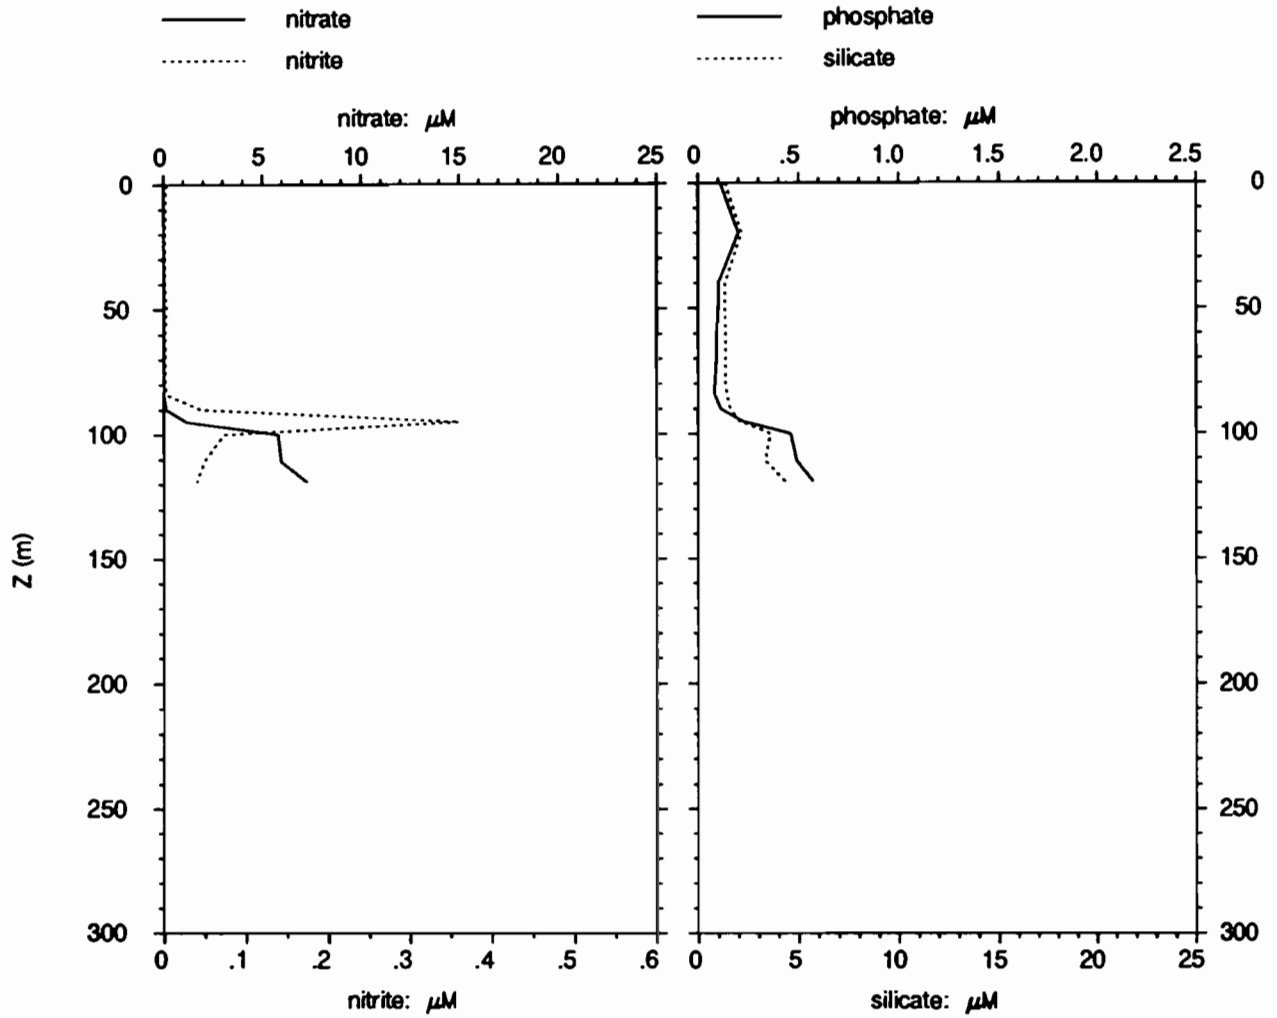 nitrate
nitrite
phosphate
silicate
nitrate: μM
phosphate: μM
0 5 10 15 20 25
0 .5 1.0 1.5 2.0 2.5
0
50
100
150
200
250
300
Z (m)
0
50
100
150
200
250
300
0 .1 .2 .3 .4 .5 .6
0 5 10 15 20 25
nitrite: μM
silicate: μM